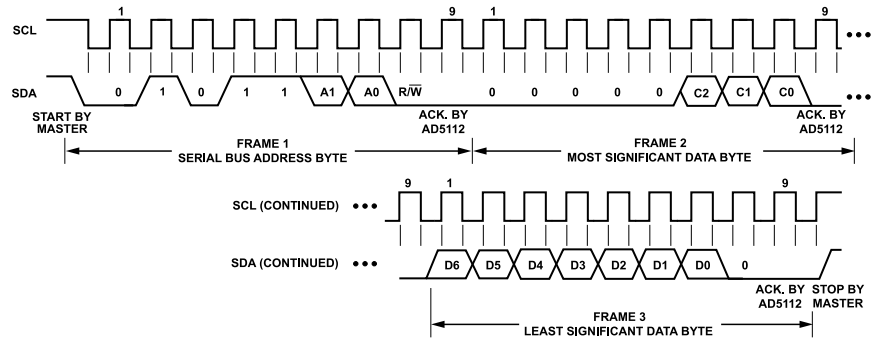 1 9 1 9
SCL
SDA 0 1 0 1 1 A1 A0 R/W̅ 0 0 0 0 0 C2 C1 C0
START BY MASTER
ACK. BY AD5112
ACK. BY AD5112
FRAME 1
SERIAL BUS ADDRESS BYTE
FRAME 2
MOST SIGNIFICANT DATA BYTE
9 1 9
SCL (CONTINUED)
SDA (CONTINUED) D6 D5 D4 D3 D2 D1 D0 0
ACK. BY AD5112
STOP BY MASTER
FRAME 3
LEAST SIGNIFICANT DATA BYTE